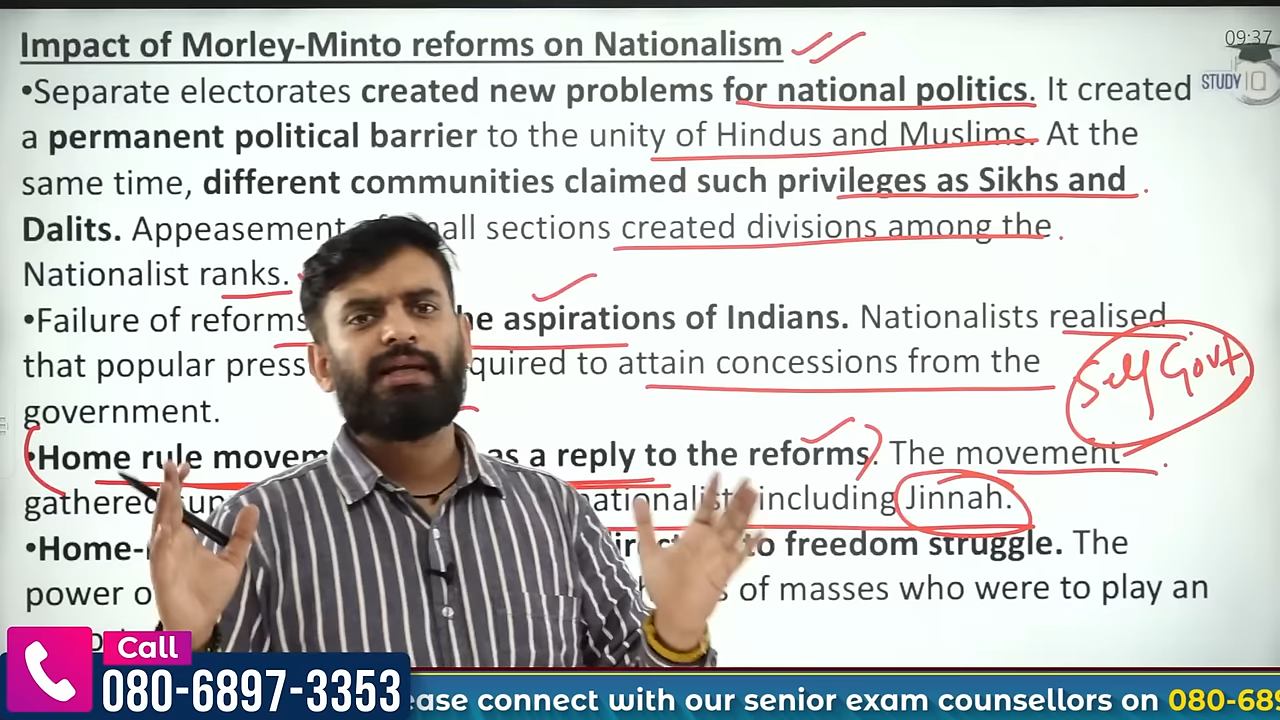 Impact of Morley-Minto reforms on Nationalism
09:37
STUDY IQ
•Separate electorates created new problems for national politics. It created
a permanent political barrier to the unity of Hindus and Muslims. At the
same time, different communities claimed such privileges as Sikhs and
Dalits. Appeasement all sections created divisions among the
Nationalist ranks.
•Failure of reforms he aspirations of Indians. Nationalists realised
that popular press quired to attain concessions from the
government.
Self Govt
•Home rule movem as a reply to the reforms. The movement
gathered nationalist including Jinnah.
•Home- to freedom struggle. The
power o s of masses who were to play an
Call
080-6897-3353
ease connect with our senior exam counsellors on 080-689